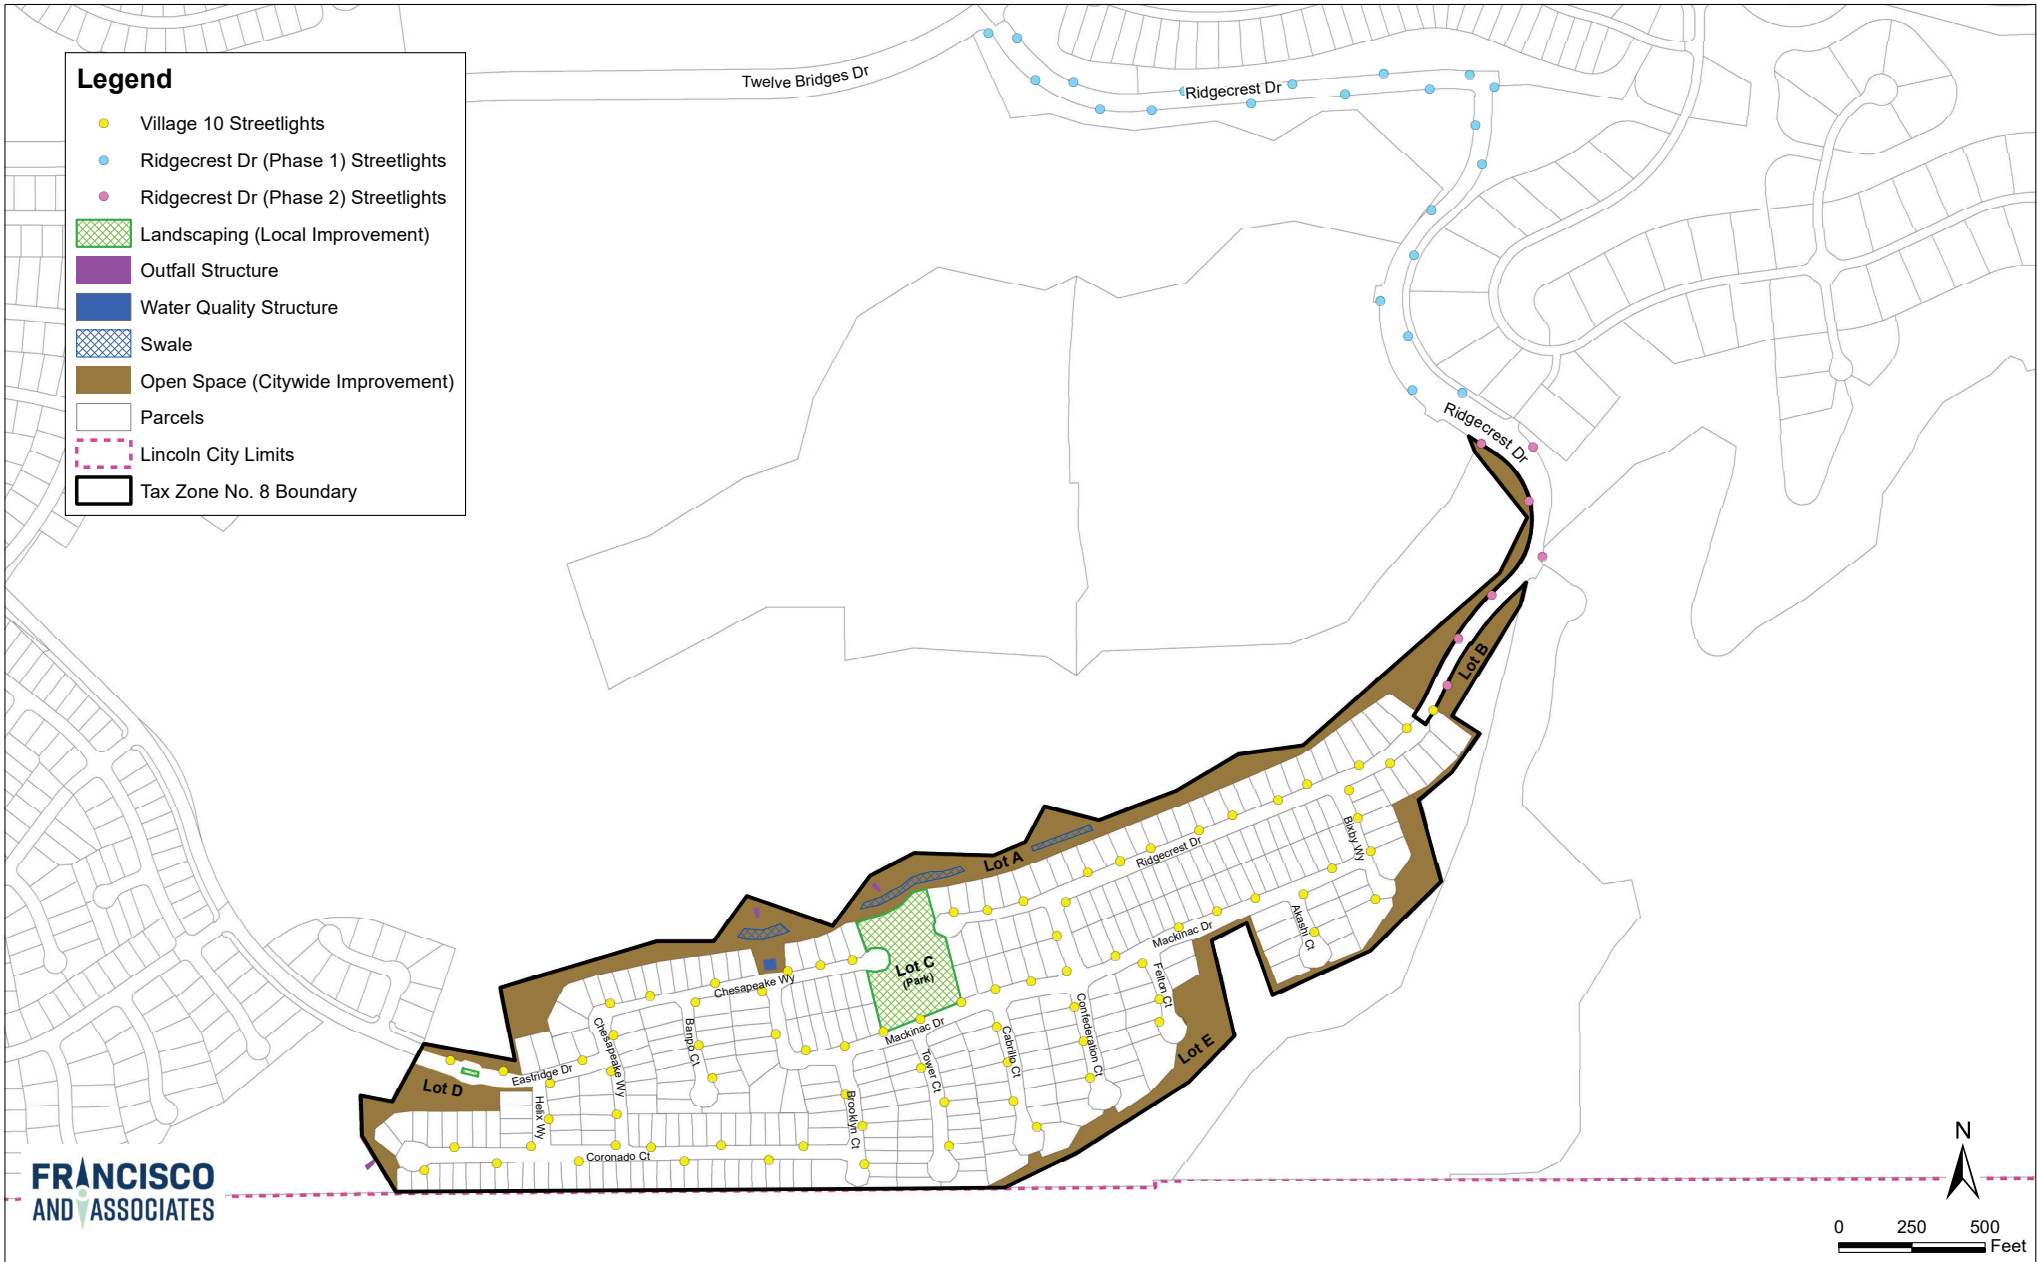 Legend
Village 10 Streetlights
Ridgecrest Dr (Phase 1) Streetlights
Ridgecrest Dr (Phase 2) Streetlights
Landscaping (Local Improvement)
Outfall Structure
Water Quality Structure
Swale
Open Space (Citywide Improvement)
Parcels
Lincoln City Limits
Tax Zone No. 8 Boundary
Twelve Bridges Dr
Ridgecrest Dr
Ridgecrest Dr
Lot B
Lot A
Ridgecrest Dr
Bixby Wy
Akashi Ct
Mackinac Dr
Felton Ct
Lot C
(Park)
Chesapeake Wy
Chesapeake Wy
Banpo Ct
Mackinac Dr
Confederation Ct
Cabrillo Ct
Tower Ct
Lot E
Eastridge Dr
Lot D
Helix Wy
Brooklyn Ct
Coronado Ct
FRANCISCO
AND ASSOCIATES
N
0 250 500
Feet